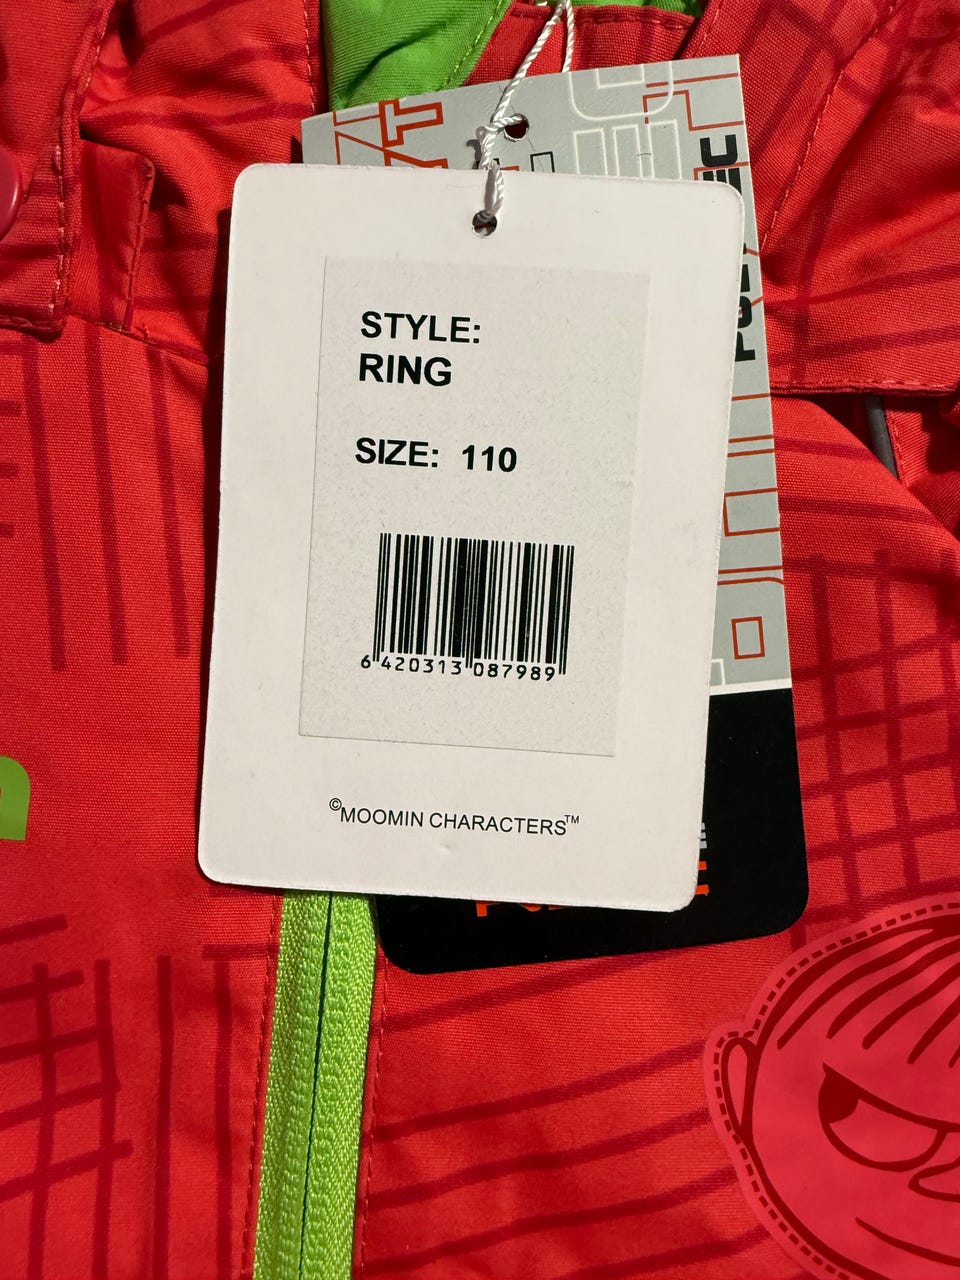 STYLE:
RING
SIZE: 110
6 420313 087989
©MOOMIN CHARACTERS™